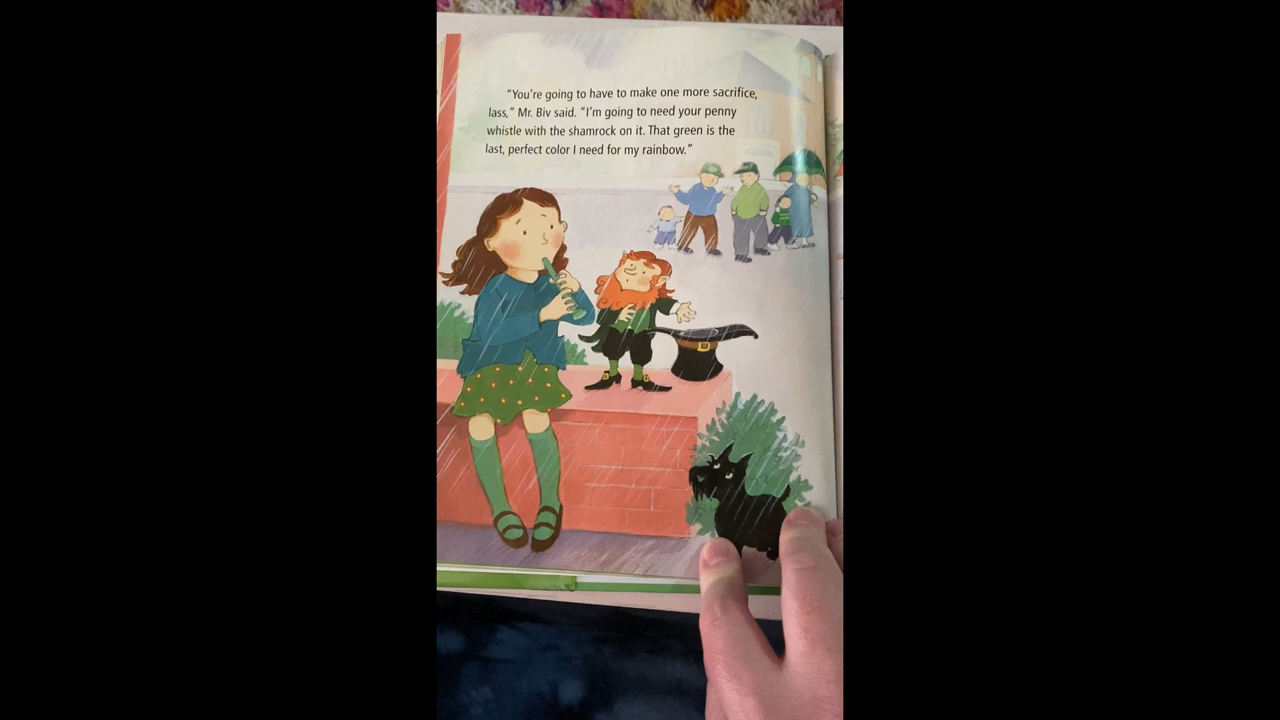 "You're going to have to make one more sacrifice,
lass," Mr. Biv said. "I'm going to need your penny
whistle with the shamrock on it. That green is the
last, perfect color I need for my rainbow."